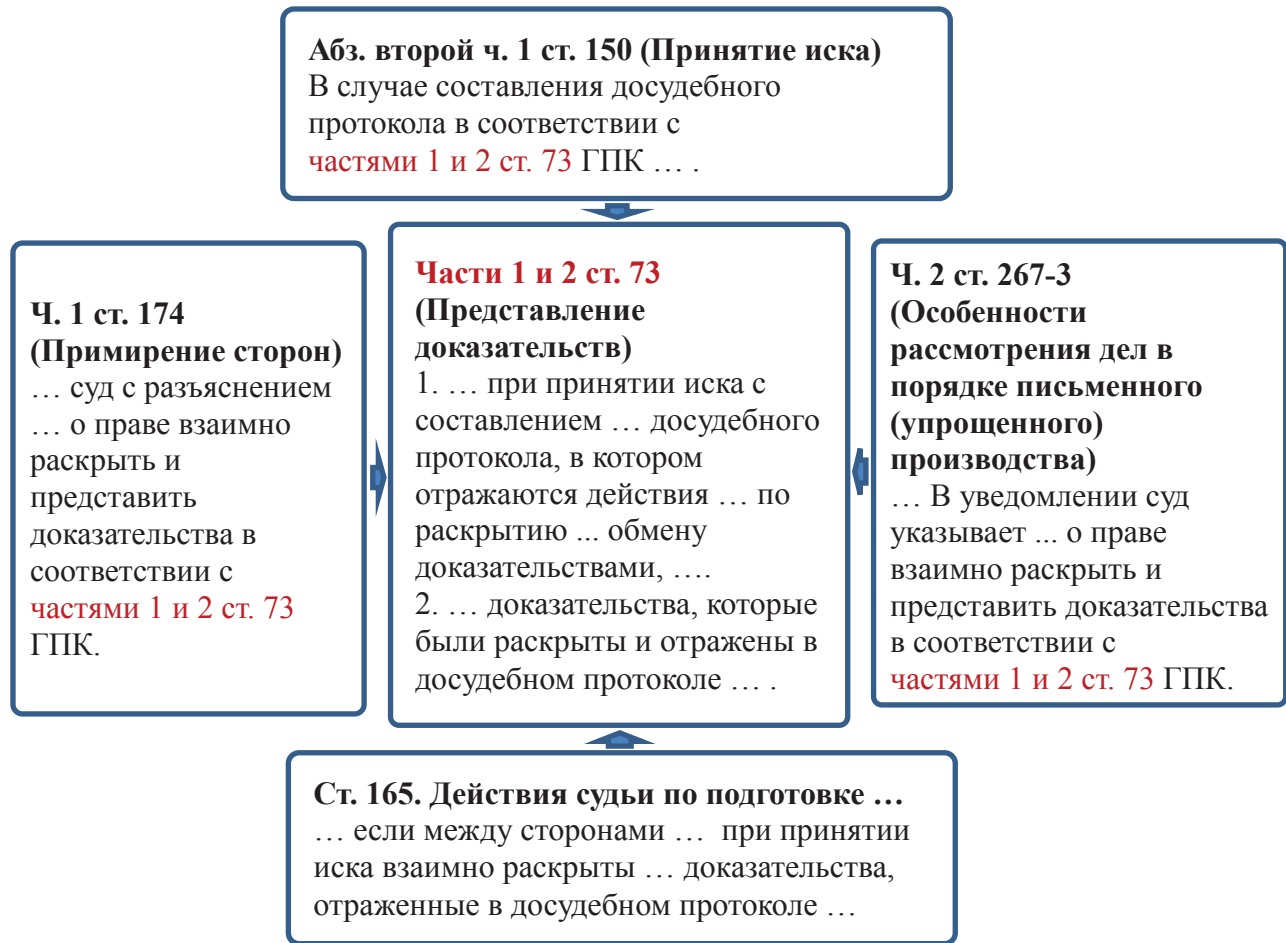 Абз. второй ч. 1 ст. 150 (Принятие иска)
В случае составления досудебного
протокола в соответствии с
частями 1 и 2 ст. 73 ГПК … .
Ч. 1 ст. 174
(Примирение сторон)
… суд с разъяснением
… о праве взаимно
раскрыть и
представить
доказательства в
соответствии с
частями 1 и 2 ст. 73
ГПК.
Части 1 и 2 ст. 73
(Представление
доказательств)
1. … при принятии иска с
составлением … досудебного
протокола, в котором
отражаются действия … по
раскрытию ... обмену
доказательствами, ….
2. … доказательства, которые
были раскрыты и отражены в
досудебном протоколе … .
Ч. 2 ст. 267-3
(Особенности
рассмотрения дел в
порядке письменного
(упрощенного)
производства)
… В уведомлении суд
указывает ... о праве
взаимно раскрыть и
представить доказательства
в соответствии с
частями 1 и 2 ст. 73 ГПК.
Ст. 165. Действия судьи по подготовке …
… если между сторонами … при принятии
иска взаимно раскрыты … доказательства,
отраженные в досудебном протоколе …